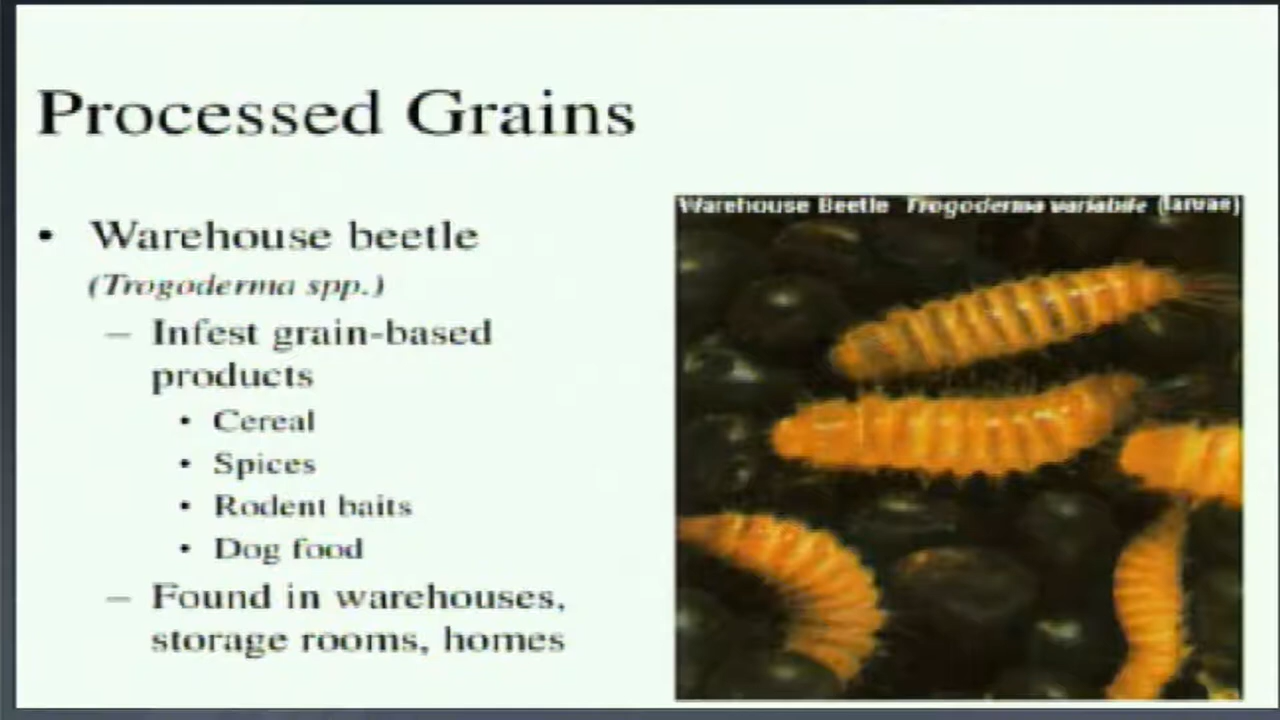 Processed Grains
• Warehouse beetle
(Trogoderma spp.)
– Infest grain-based
products
• Cereal
• Spices
• Rodent baits
• Dog food
– Found in warehouses,
storage rooms, homes
Warehouse Beetle Trogoderma variabile (larvae)